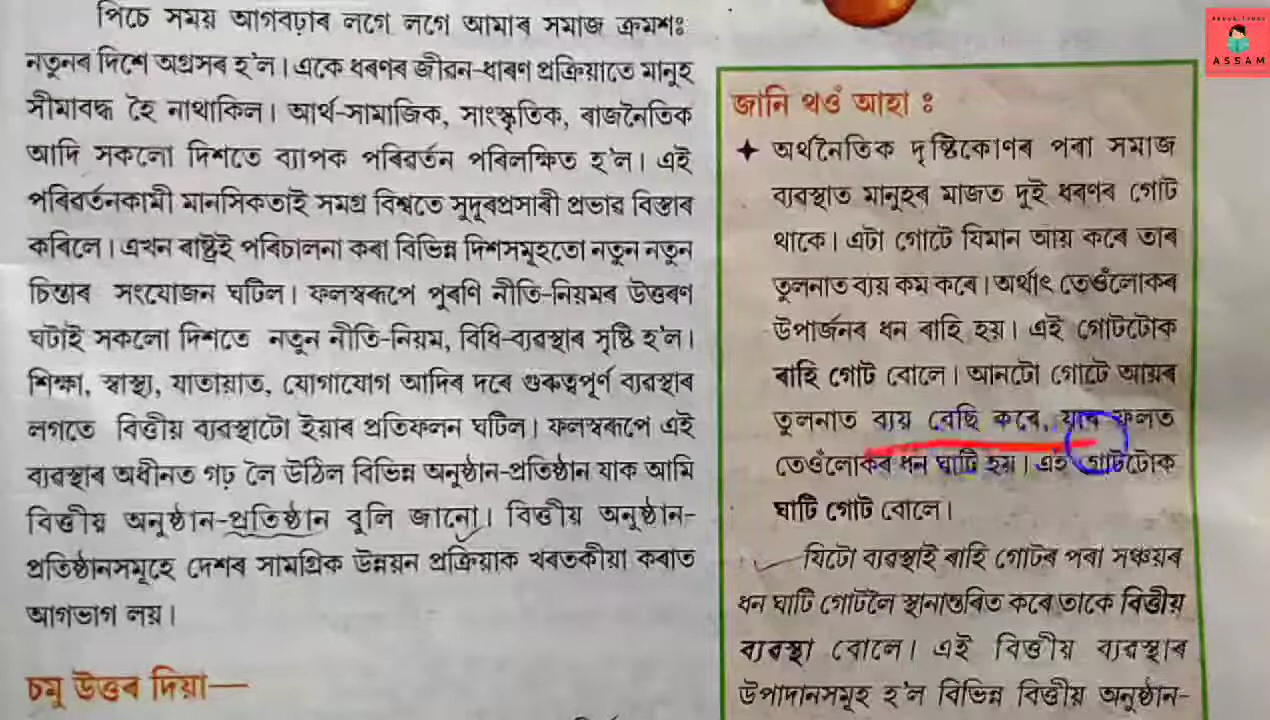 পিচে সময় আগবঢ়াৰ লগে লগে আমাৰ সমাজ ক্ৰমশঃ
নতুনৰ দিশে অগ্ৰসৰ হ'ল। একে ধৰণৰ জীৱন-ধাৰণ প্ৰক্ৰিয়াতে মানুহ
সীমাবদ্ধ হৈ নাথাকিল। আৰ্থ-সামাজিক, সাংস্কৃতিক, ৰাজনৈতিক
আদি সকলো দিশতে ব্যাপক পৰিৱৰ্তন পৰিলক্ষিত হ'ল। এই
পৰিৱৰ্তনকামী মানসিকতাই সমগ্ৰ বিশ্বতে সুদূৰপ্ৰসাৰী প্ৰভাৱ বিস্তাৰ
কৰিলে। এখন ৰাষ্ট্ৰই পৰিচালনা কৰা বিভিন্ন দিশসমূহতো নতুন নতুন
চিন্তাৰ সংযোজন ঘটিল। ফলস্বৰূপে পুৰণি নীতি-নিয়মৰ উত্তৰণ
ঘটাই সকলো দিশতে নতুন নীতি-নিয়ম, বিধি-ব্যৱস্থাৰ সৃষ্টি হ'ল।
শিক্ষা, স্বাস্থ্য, যাতায়াত, যোগাযোগ আদিৰ দৰে গুৰুত্বপূৰ্ণ ব্যৱস্থাৰ
লগতে বিত্তীয় ব্যৱস্থাটো ইয়াৰ প্ৰতিফলন ঘটিল। ফলস্বৰূপে এই
ব্যৱস্থাৰ অধীনত গঢ় লৈ উঠিল বিভিন্ন অনুষ্ঠান-প্ৰতিষ্ঠান যাক আমি
বিত্তীয় অনুষ্ঠান-প্ৰতিষ্ঠান বুলি জানো। বিত্তীয় অনুষ্ঠান-
প্ৰতিষ্ঠানসমূহে দেশৰ সামগ্ৰিক উন্নয়ন প্ৰক্ৰিয়াক খৰতকীয়া কৰাত
আগভাগ লয়।
চমু উত্তৰ দিয়া—
জানি থওঁ আহা :
✦ অৰ্থনৈতিক দৃষ্টিকোণৰ পৰা সমাজ
ব্যৱস্থাত মানুহৰ মাজত দুই ধৰণৰ গোট
থাকে। এটা গোটে যিমান আয় কৰে তাৰ
তুলনাত ব্যয় কম কৰে। অৰ্থাৎ তেওঁলোকৰ
উপাৰ্জনৰ ধন ৰাহি হয়। এই গোটটোক
ৰাহি গোট বোলে। আনটো গোটে আয়ৰ
তুলনাত ব্যয় বেছি কৰে, যাৰ ফলত
তেওঁলোকৰ ধন ঘাটি হয়। এই গোটটোক
ঘাটি গোট বোলে।
যিটো ব্যৱস্থাই ৰাহি গোটৰ পৰা সঞ্চয়ৰ
ধন ঘাটি গোটলৈ স্থানান্তৰিত কৰে তাকে বিত্তীয়
ব্যৱস্থা বোলে। এই বিত্তীয় ব্যৱস্থাৰ
উপাদানসমূহ হ'ল বিভিন্ন বিত্তীয় অনুষ্ঠান-
ASSAM